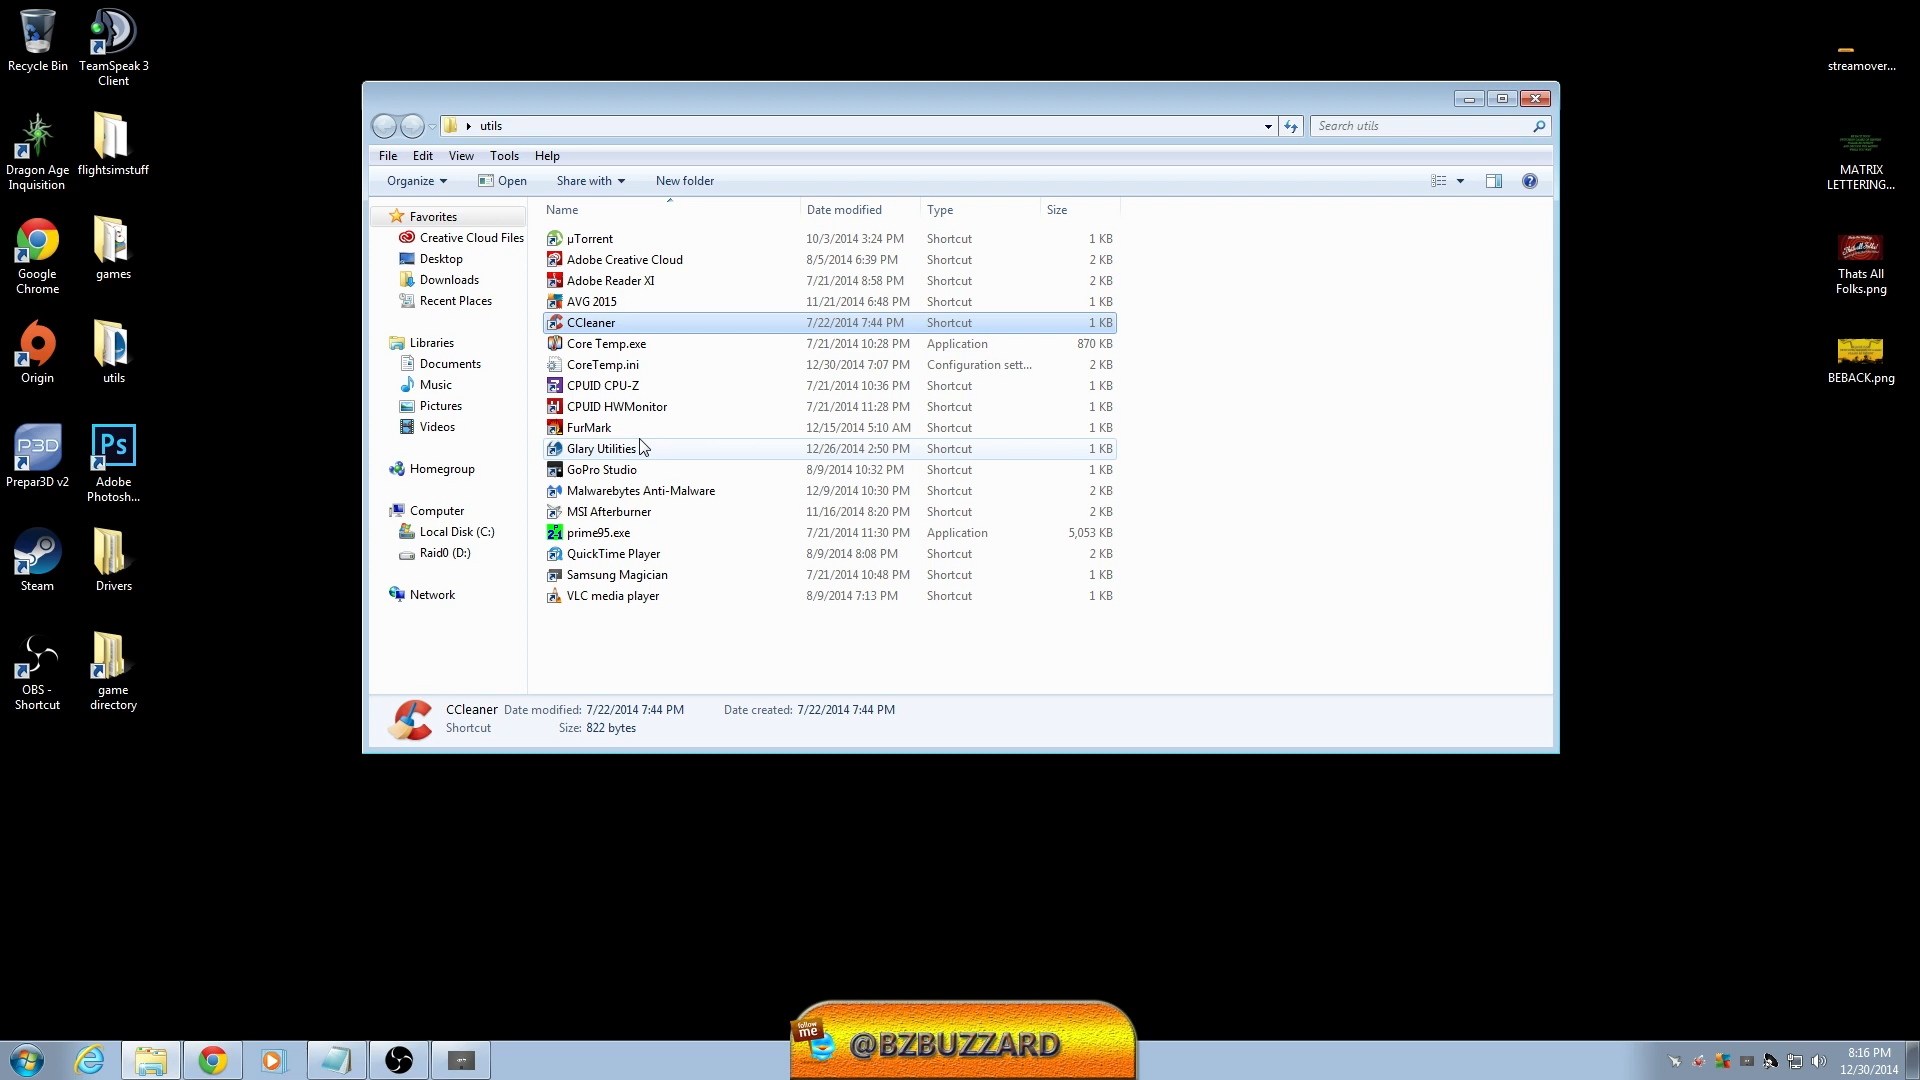 Recycle Bin
TeamSpeak 3
Client
Dragon Age
Inquisition
flightsimstuff
Google
Chrome
games
Origin
utils
P3D
Prepar3D v2
Ps
Adobe
Photosh...
Steam
Drivers
OBS -
Shortcut
game
directory
utils
Search utils
File Edit View Tools Help
Organize Open Share with New folder
Name Date modified Type Size
Favorites
Creative Cloud Files
Desktop
Downloads
Recent Places
Libraries
Documents
Music
Pictures
Videos
Homegroup
Computer
Local Disk (C:)
Raid0 (D:)
Network
µTorrent 10/3/2014 3:24 PM Shortcut 1 KB
Adobe Creative Cloud 8/5/2014 6:39 PM Shortcut 2 KB
Adobe Reader XI 7/21/2014 8:58 PM Shortcut 2 KB
AVG 2015 11/21/2014 6:48 PM Shortcut 1 KB
CCleaner 7/22/2014 7:44 PM Shortcut 1 KB
Core Temp.exe 7/21/2014 10:28 PM Application 870 KB
CoreTemp.ini 12/30/2014 7:07 PM Configuration sett... 2 KB
CPUID CPU-Z 7/21/2014 10:36 PM Shortcut 1 KB
CPUID HWMonitor 7/21/2014 11:28 PM Shortcut 1 KB
FurMark 12/15/2014 5:10 AM Shortcut 1 KB
Glary Utilities 12/26/2014 2:50 PM Shortcut 1 KB
GoPro Studio 8/9/2014 10:32 PM Shortcut 1 KB
Malwarebytes Anti-Malware 12/9/2014 10:30 PM Shortcut 2 KB
MSI Afterburner 11/16/2014 8:20 PM Shortcut 2 KB
prime95.exe 7/21/2014 11:30 PM Application 5,053 KB
QuickTime Player 8/9/2014 8:08 PM Shortcut 2 KB
Samsung Magician 7/21/2014 10:48 PM Shortcut 1 KB
VLC media player 8/9/2014 7:13 PM Shortcut 1 KB
CCleaner Date modified: 7/22/2014 7:44 PM Date created: 7/22/2014 7:44 PM
Shortcut Size: 822 bytes
streamover...
MATRIX
LETTERING...
Thats All
Folks.png
BEBACK.png
follow
me
@BZBUZZARD
8:16 PM
12/30/2014